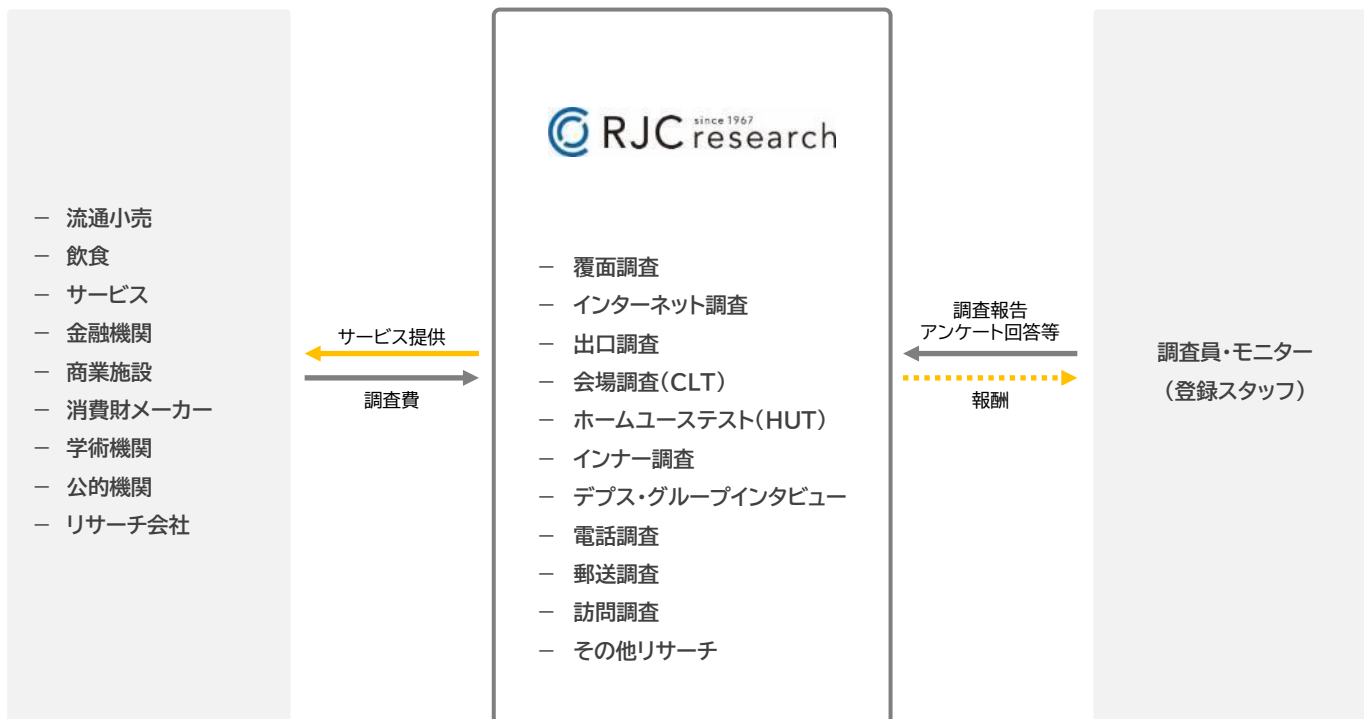 － 流通小売
－ 飲食
－ サービス
－ 金融機関
－ 商業施設
－ 消費財メーカー
－ 学術機関
－ 公的機関
－ リサーチ会社
サービス提供
調査費
RJC since 1967 research
－ 覆面調査
－ インターネット調査
－ 出口調査
－ 会場調査（CLT）
－ ホームユーステスト（HUT）
－ インナー調査
－ デプス・グループインタビュー
－ 電話調査
－ 郵送調査
－ 訪問調査
－ その他リサーチ
調査報告
アンケート回答等
報酬
調査員・モニター
（登録スタッフ）